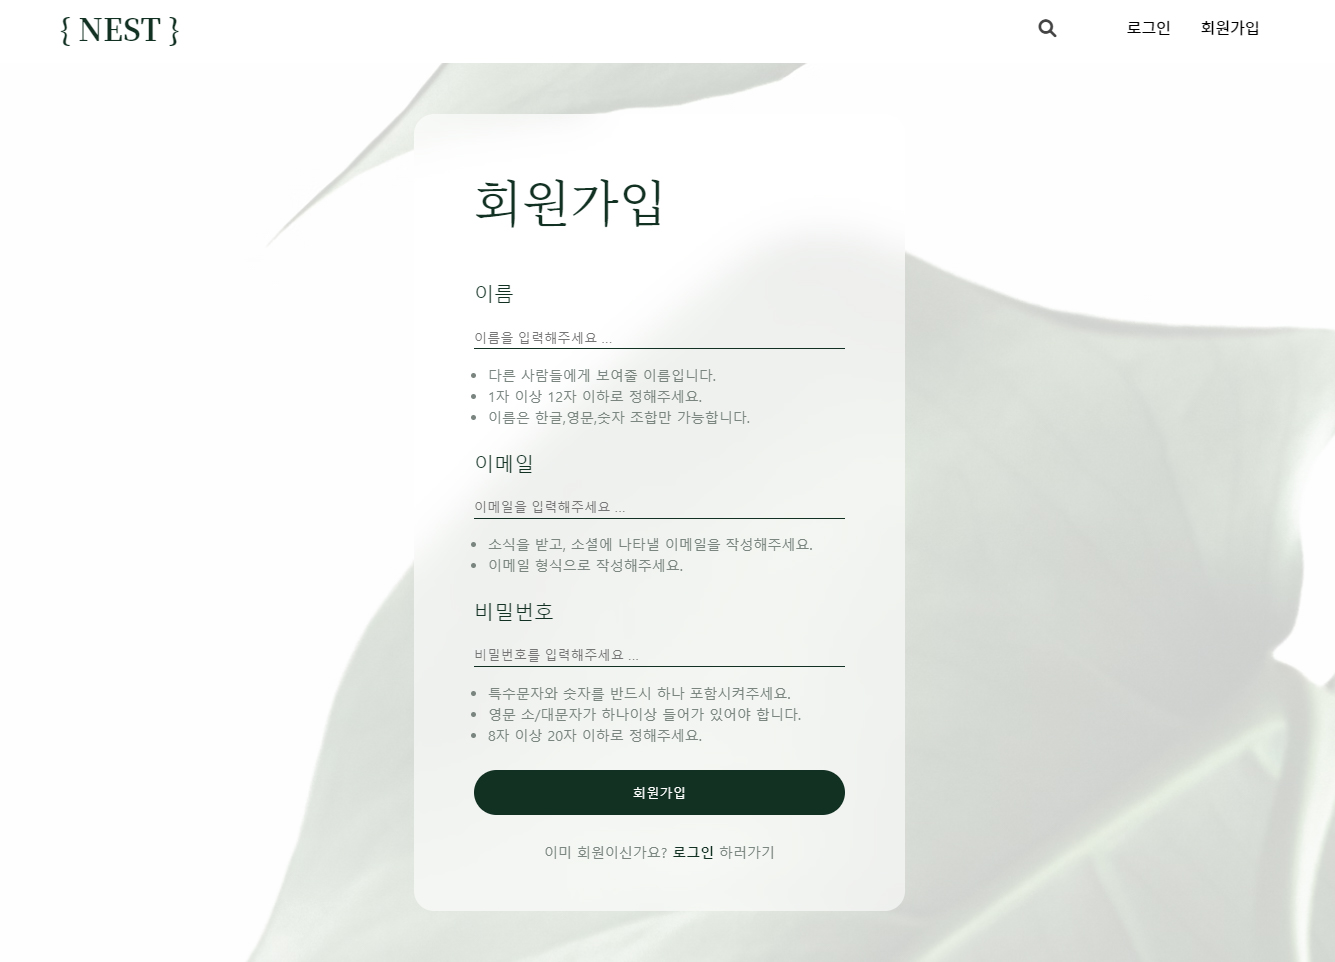 { NEST }
로그인
회원가입
회원가입
이름
이름을 입력해주세요 ...
다른 사람들에게 보여줄 이름입니다.
1자 이상 12자 이하로 정해주세요.
이름은 한글,영문,숫자 조합만 가능합니다.
이메일
이메일을 입력해주세요 ...
소식을 받고, 소셜에 나타낼 이메일을 작성해주세요.
이메일 형식으로 작성해주세요.
비밀번호
비밀번호를 입력해주세요 ...
특수문자와 숫자를 반드시 하나 포함시켜주세요.
영문 소/대문자가 하나이상 들어가 있어야 합니다.
8자 이상 20자 이하로 정해주세요.
회원가입
이미 회원이신가요? 로그인 하러가기